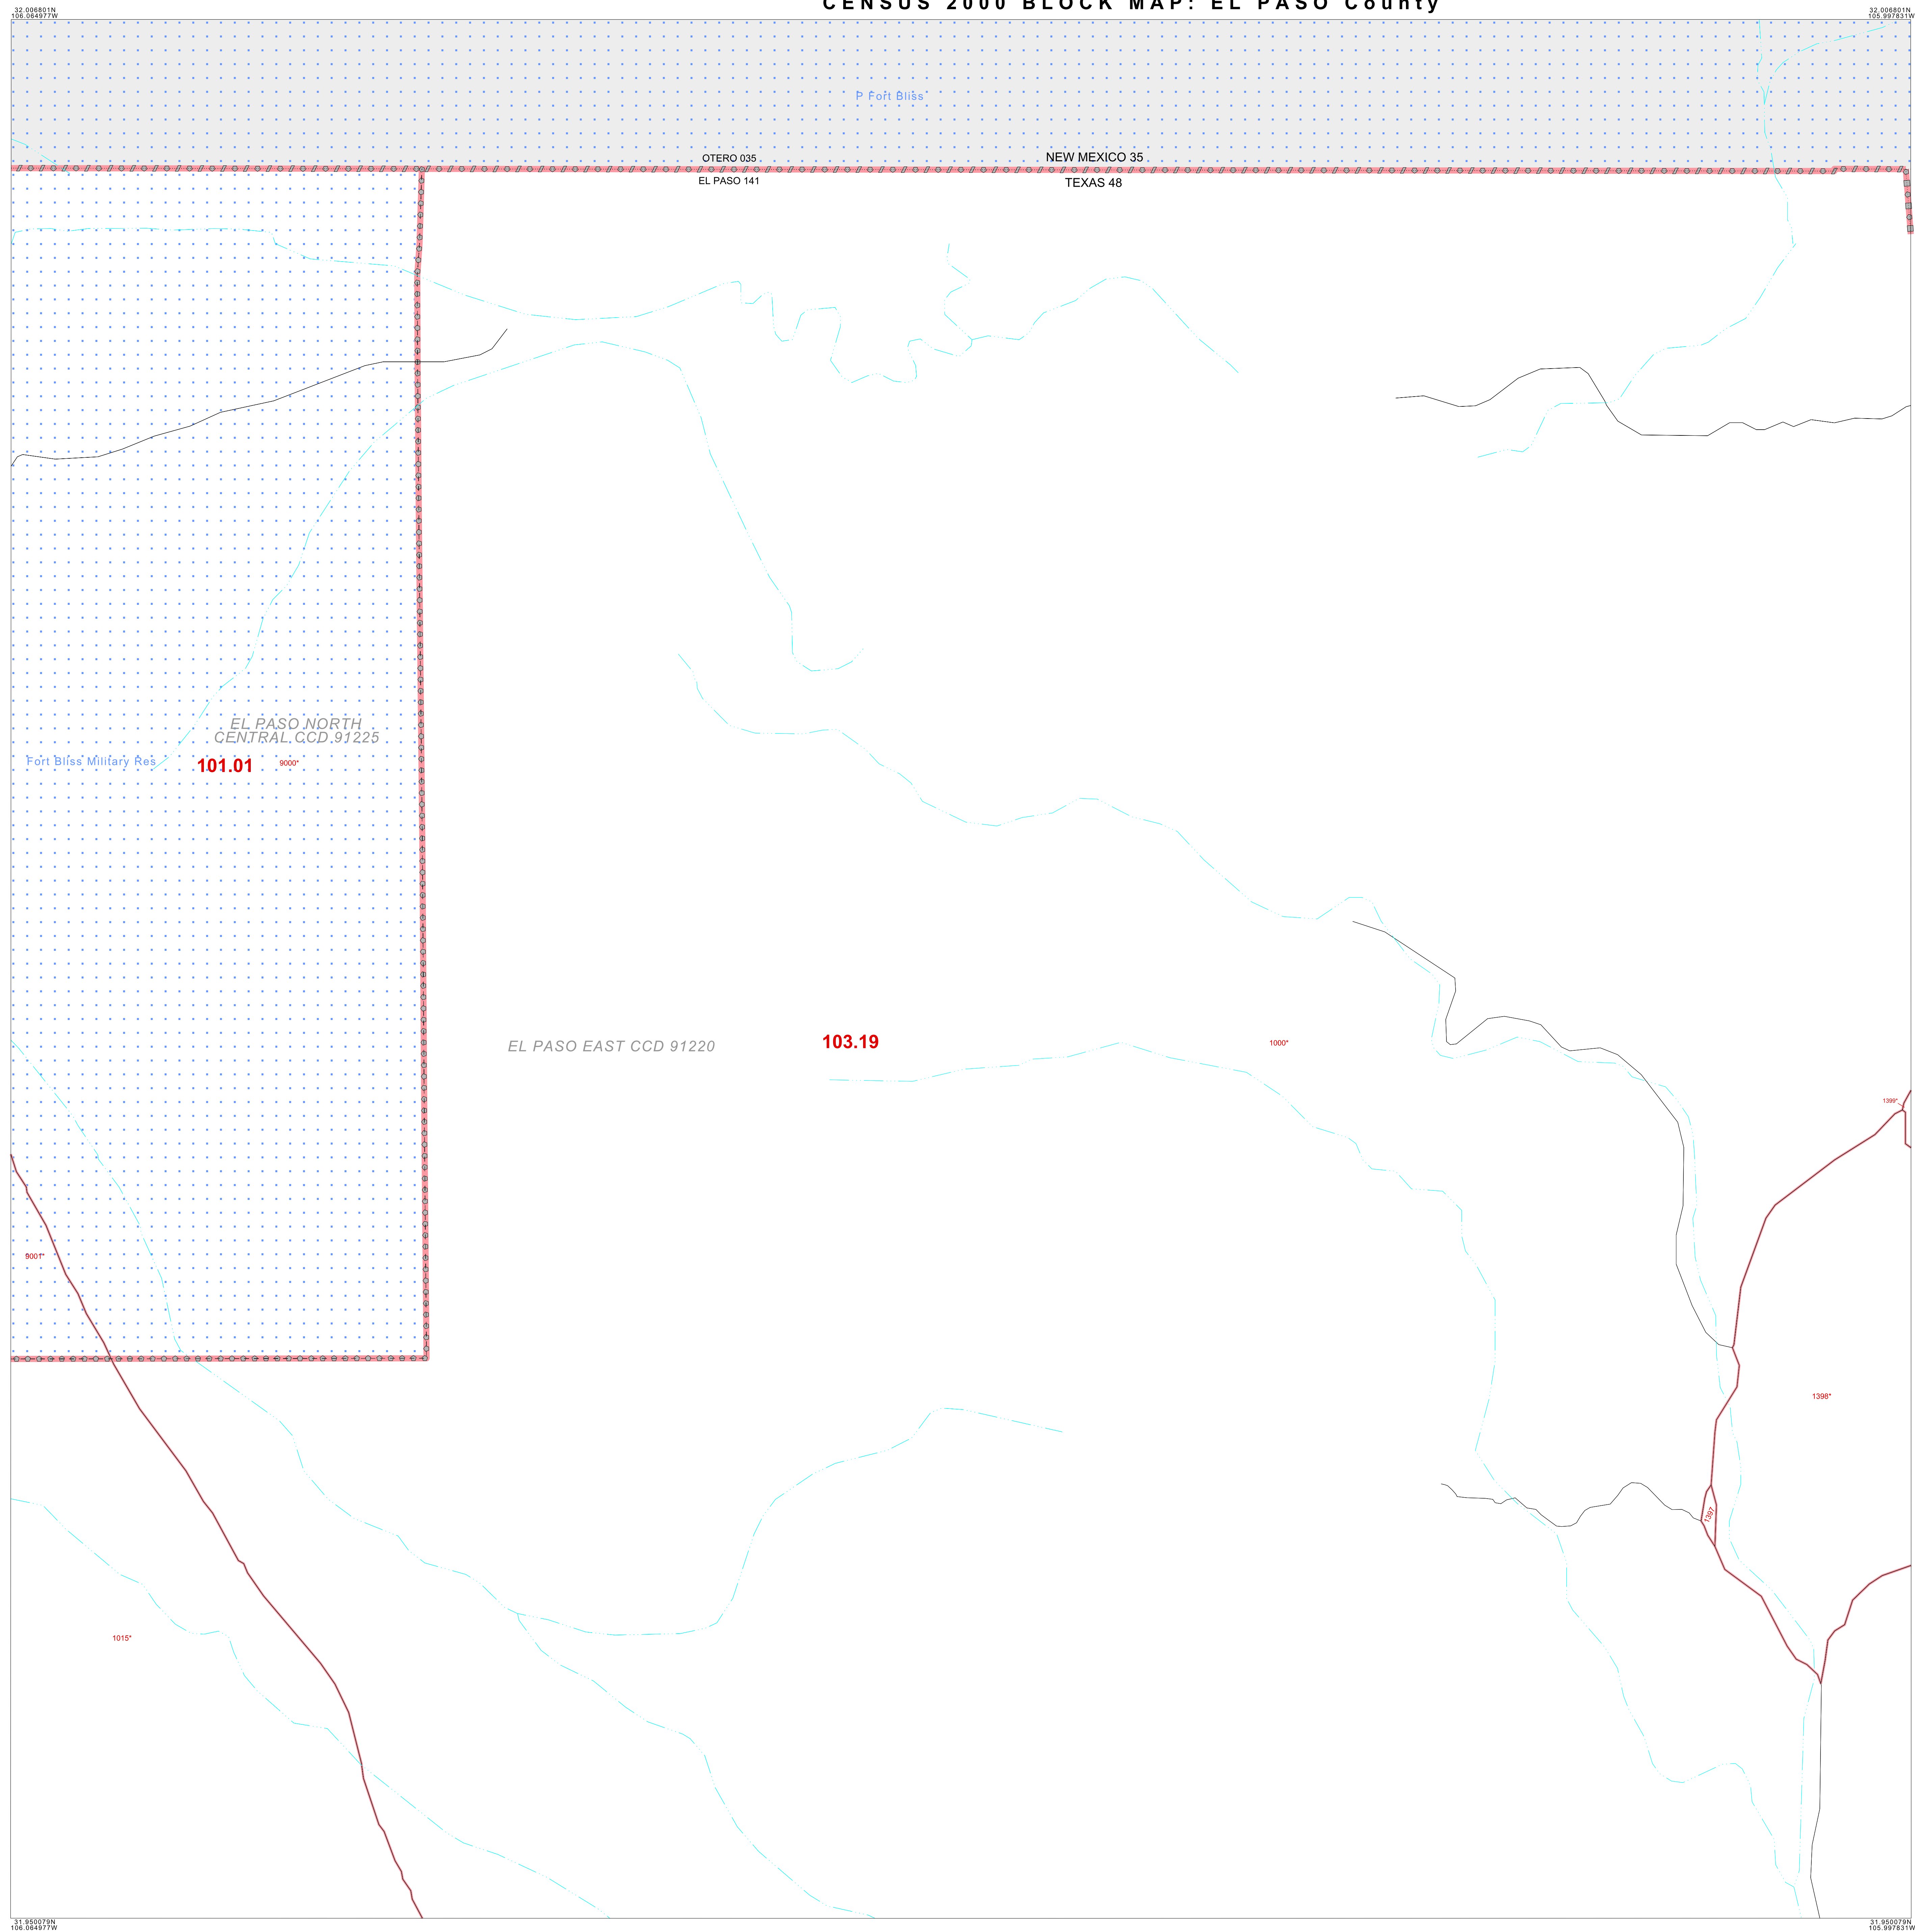 CENSUS 2000 BLOCK MAP: EL PASO County
32.006801N
106.064977W
32.006801N
105.997831W
P Fort Bliss
OTERO 035
NEW MEXICO 35
EL PASO 141
TEXAS 48
EL PASO NORTH
CENTRAL CCD 91225
Fort Bliss Military Res
101.01
9000*
EL PASO EAST CCD 91220
103.19
1000*
1399*
9001*
1398*
1397
1015*
31.950079N
106.064977W
31.950079N
105.997831W